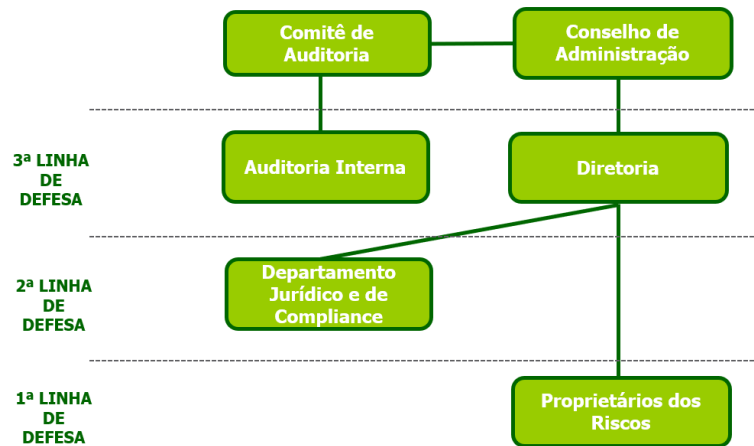 Comitê de
Auditoria
Conselho de
Administração
3ª LINHA
DE
DEFESA
Auditoria Interna
Diretoria
2ª LINHA
DE
DEFESA
Departamento
Jurídico e de
Compliance
1ª LINHA
DE
DEFESA
Proprietários dos
Riscos